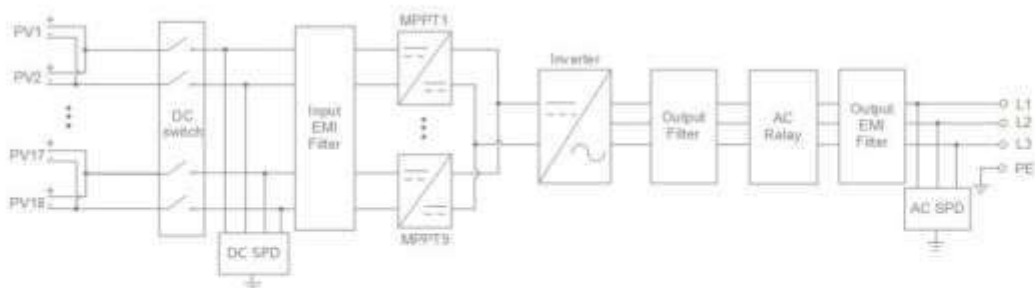 PV1
PV2
PV17
PV18
DC
switch
DC SPD
Input
EMI
Filter
MPPT1
MPPT9
Inverter
Output
Filter
AC
Relay
Output
EMI
Filter
AC SPD
L1
L2
L3
PE